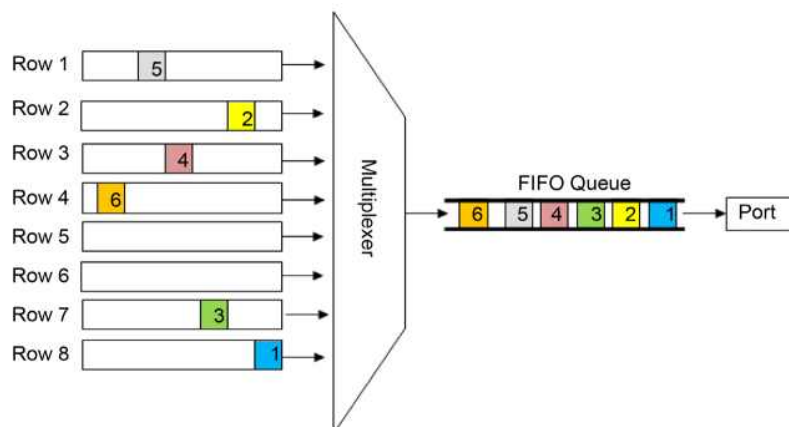 Row 1 5
Row 2 2
Row 3 4
Row 4 6
Row 5
Row 6
Row 7 3
Row 8 1
Multiplexer
FIFO Queue
6 5 4 3 2 1
Port